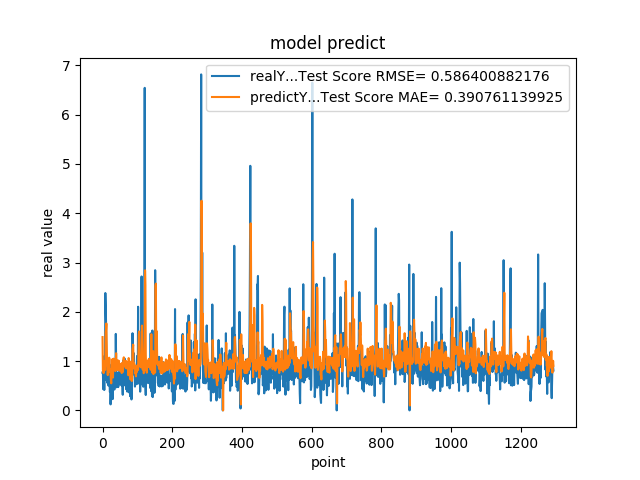 model predict
realY...Test Score RMSE= 0.586400882176
predictY...Test Score MAE= 0.390761139925
real value
7
6
5
4
3
2
1
0
0 200 400 600 800 1000 1200
point